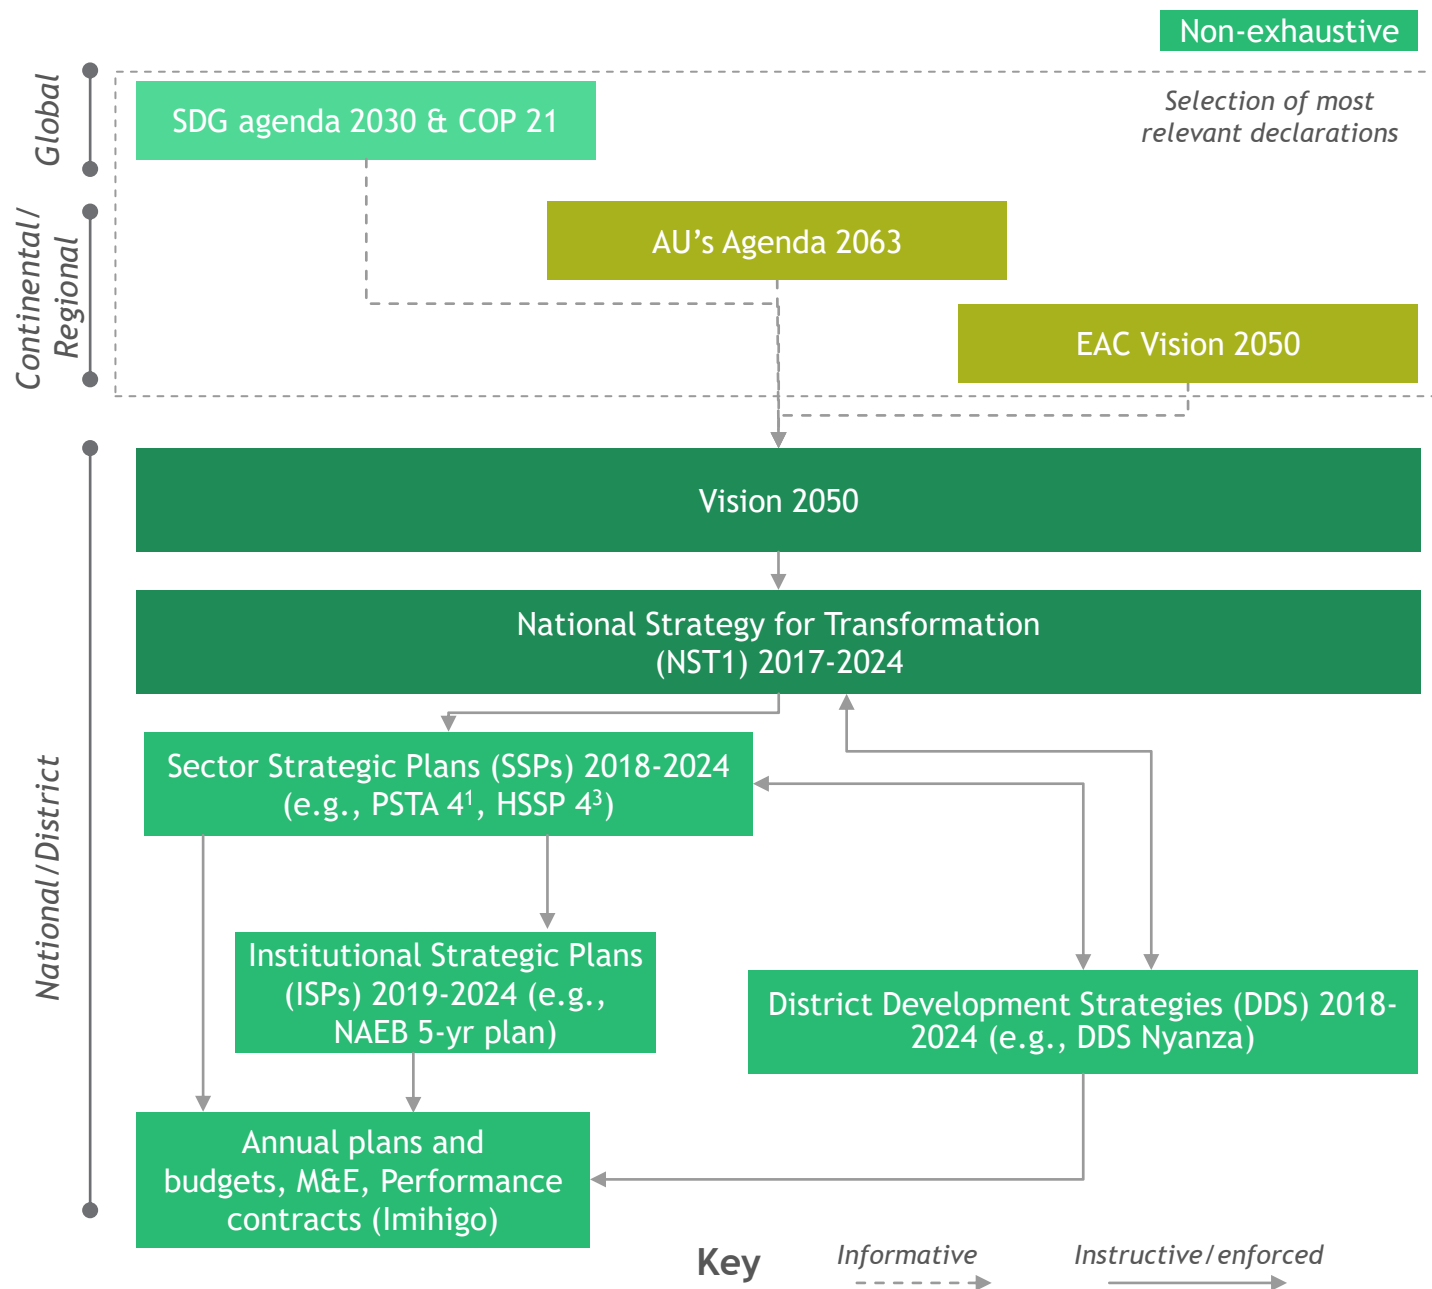 Non-exhaustive
Global
Selection of most
relevant declarations
SDG agenda 2030 & COP 21
Continental/
Regional
AU’s Agenda 2063
EAC Vision 2050
National/District
Vision 2050
National Strategy for Transformation
(NST1) 2017-2024
Sector Strategic Plans (SSPs) 2018-2024
(e.g., PSTA 4¹, HSSP 4³)
Institutional Strategic Plans
(ISPs) 2019-2024 (e.g.,
NAEB 5-yr plan)
District Development Strategies (DDS) 2018-
2024 (e.g., DDS Nyanza)
Annual plans and
budgets, M&E, Performance
contracts (Imihigo)
Key
Informative
Instructive/enforced